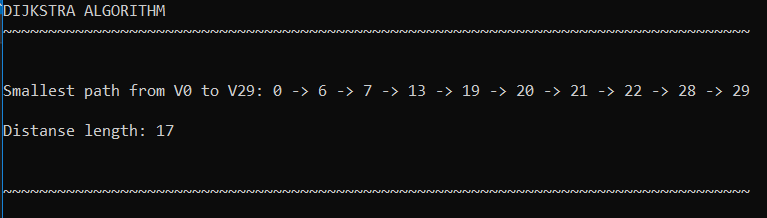 DIJKSTRA ALGORITHM
~~~~~~~~~~~~~~~~~~~~~~~~~~~~~~~~~~~~~~~~~~~~~~~~~~~~~~~~~~~~~~~~~~~~~~~~~~~~~~~~~~~
Smallest path from V0 to V29: 0 -> 6 -> 7 -> 13 -> 19 -> 20 -> 21 -> 22 -> 28 -> 29
Distanse length: 17
~~~~~~~~~~~~~~~~~~~~~~~~~~~~~~~~~~~~~~~~~~~~~~~~~~~~~~~~~~~~~~~~~~~~~~~~~~~~~~~~~~~